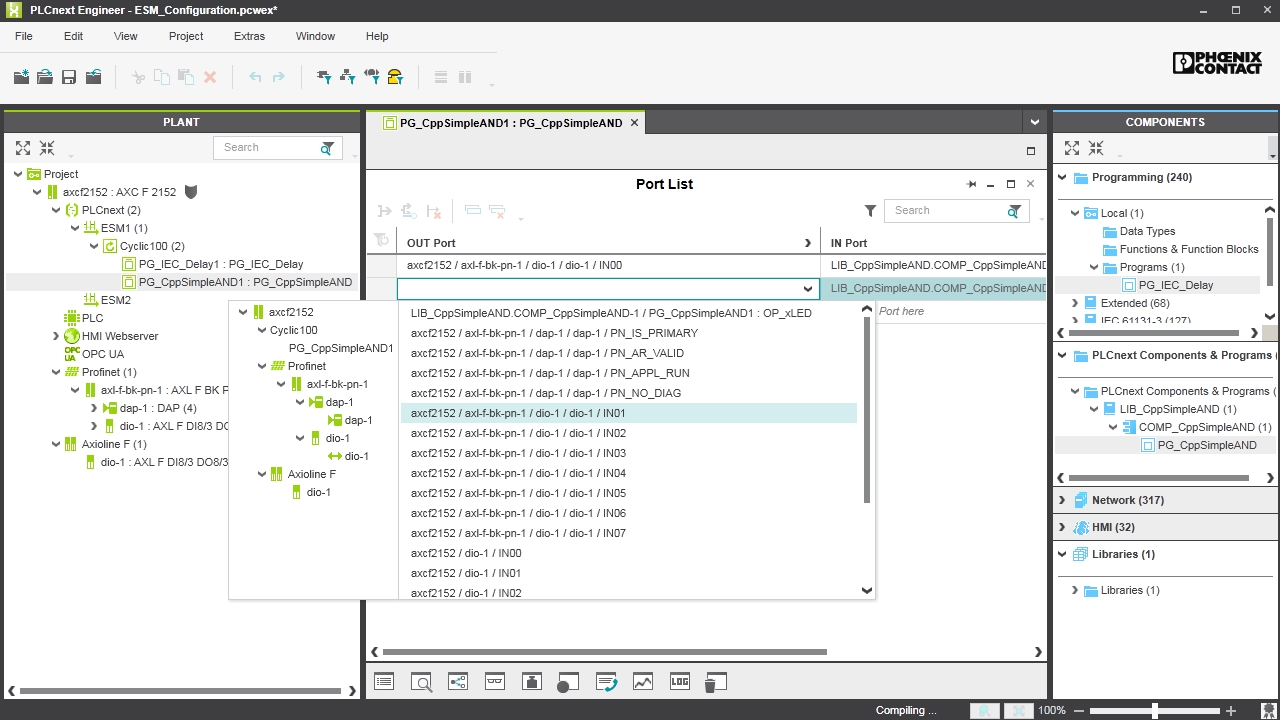 PLCnext Engineer - ESM_Configuration.pcwex*
File Edit View Project Extras Window Help
PHŒNIX
CONTACT
PLANT
Search
Project
axcf2152 : AXC F 2152
PLCnext (2)
ESM1 (1)
Cyclic100 (2)
PG_IEC_Delay1 : PG_IEC_Delay
PG_CppSimpleAND1 : PG_CppSimpleAND
ESM2
PLC
HMI Webserver
OPC UA
OPC UA
Profinet (1)
axl-f-bk-pn-1 : AXL F BK P
dap-1 : DAP (4)
dio-1 : AXL F DI8/3 DO
Axioline F (1)
dio-1 : AXL F DI8/3 DO8/3
PG_CppSimpleAND1 : PG_CppSimpleAND
Port List
Search
OUT Port IN Port
axcf2152 / axl-f-bk-pn-1 / dio-1 / dio-1 / IN00 LIB_CppSimpleAND.COMP_CppSimpleAND
LIB_CppSimpleAND.COMP_CppSimpleAND
Port here
axcf2152
Cyclic100
PG_CppSimpleAND1
Profinet
axl-f-bk-pn-1
dap-1
dap-1
dio-1
dio-1
Axioline F
dio-1
LIB_CppSimpleAND.COMP_CppSimpleAND-1 / PG_CppSimpleAND1 : OP_xLED
axcf2152 / axl-f-bk-pn-1 / dap-1 / dap-1 / PN_IS_PRIMARY
axcf2152 / axl-f-bk-pn-1 / dap-1 / dap-1 / PN_AR_VALID
axcf2152 / axl-f-bk-pn-1 / dap-1 / dap-1 / PN_APPL_RUN
axcf2152 / axl-f-bk-pn-1 / dap-1 / dap-1 / PN_NO_DIAG
axcf2152 / axl-f-bk-pn-1 / dio-1 / dio-1 / IN01
axcf2152 / axl-f-bk-pn-1 / dio-1 / dio-1 / IN02
axcf2152 / axl-f-bk-pn-1 / dio-1 / dio-1 / IN03
axcf2152 / axl-f-bk-pn-1 / dio-1 / dio-1 / IN04
axcf2152 / axl-f-bk-pn-1 / dio-1 / dio-1 / IN05
axcf2152 / axl-f-bk-pn-1 / dio-1 / dio-1 / IN06
axcf2152 / axl-f-bk-pn-1 / dio-1 / dio-1 / IN07
axcf2152 / dio-1 / IN00
axcf2152 / dio-1 / IN01
axcf2152 / dio-1 / IN02
LOG
COMPONENTS
Programming (240)
Local (1)
Data Types
Functions & Function Blocks
Programs (1)
PG_IEC_Delay
Extended (68)
IEC 61131-3 (127)
PLCnext Components & Programs (
PLCnext Components & Programs (
LIB_CppSimpleAND (1)
COMP_CppSimpleAND (1)
PG_CppSimpleAND
Network (317)
HMI (32)
Libraries (1)
Libraries (1)
Compiling ... 100%